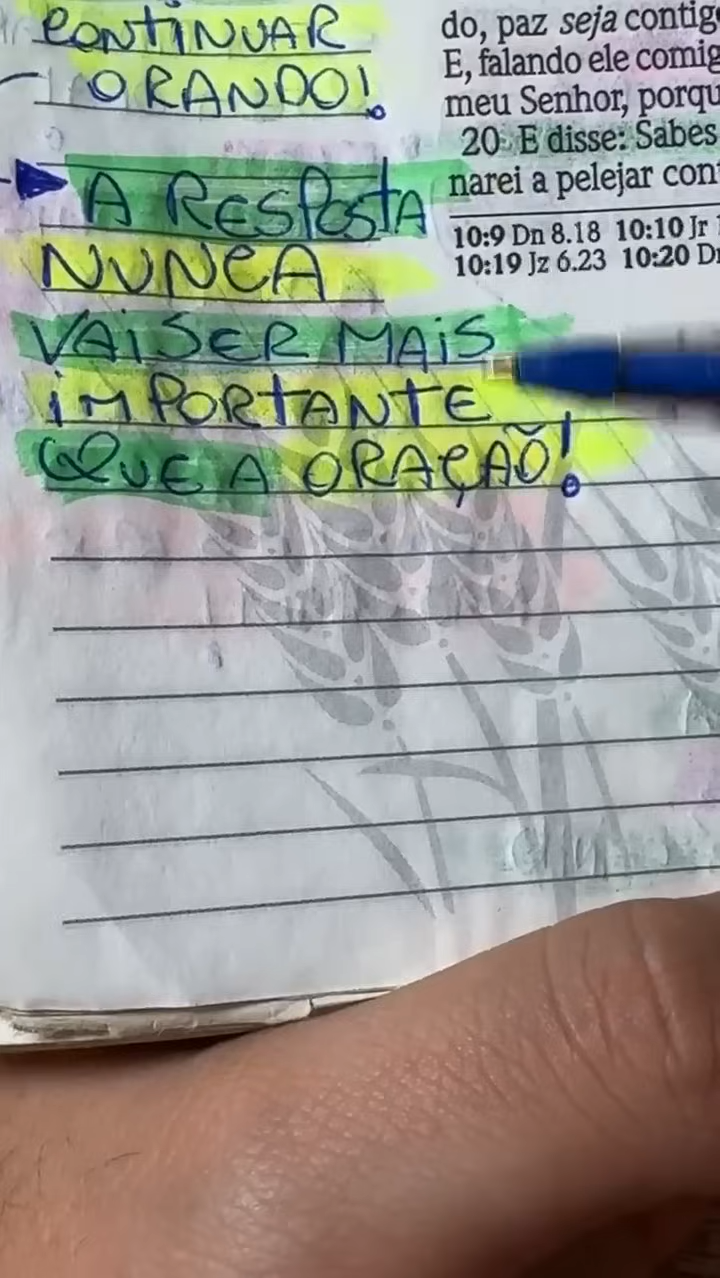 CONTINUAR
ORANDO!
A RESPOSTA
NUNCA
VAI SER MAIS
IMPORTANTE
QUE A ORAÇÃO!
do, paz seja contigo
E, falando ele comig
meu Senhor, porqu
20 E disse: Sabes
narei a pelejar con
10:9 Dn 8.18 10:10 Jr
10:19 Jz 6.23 10:20 Dn